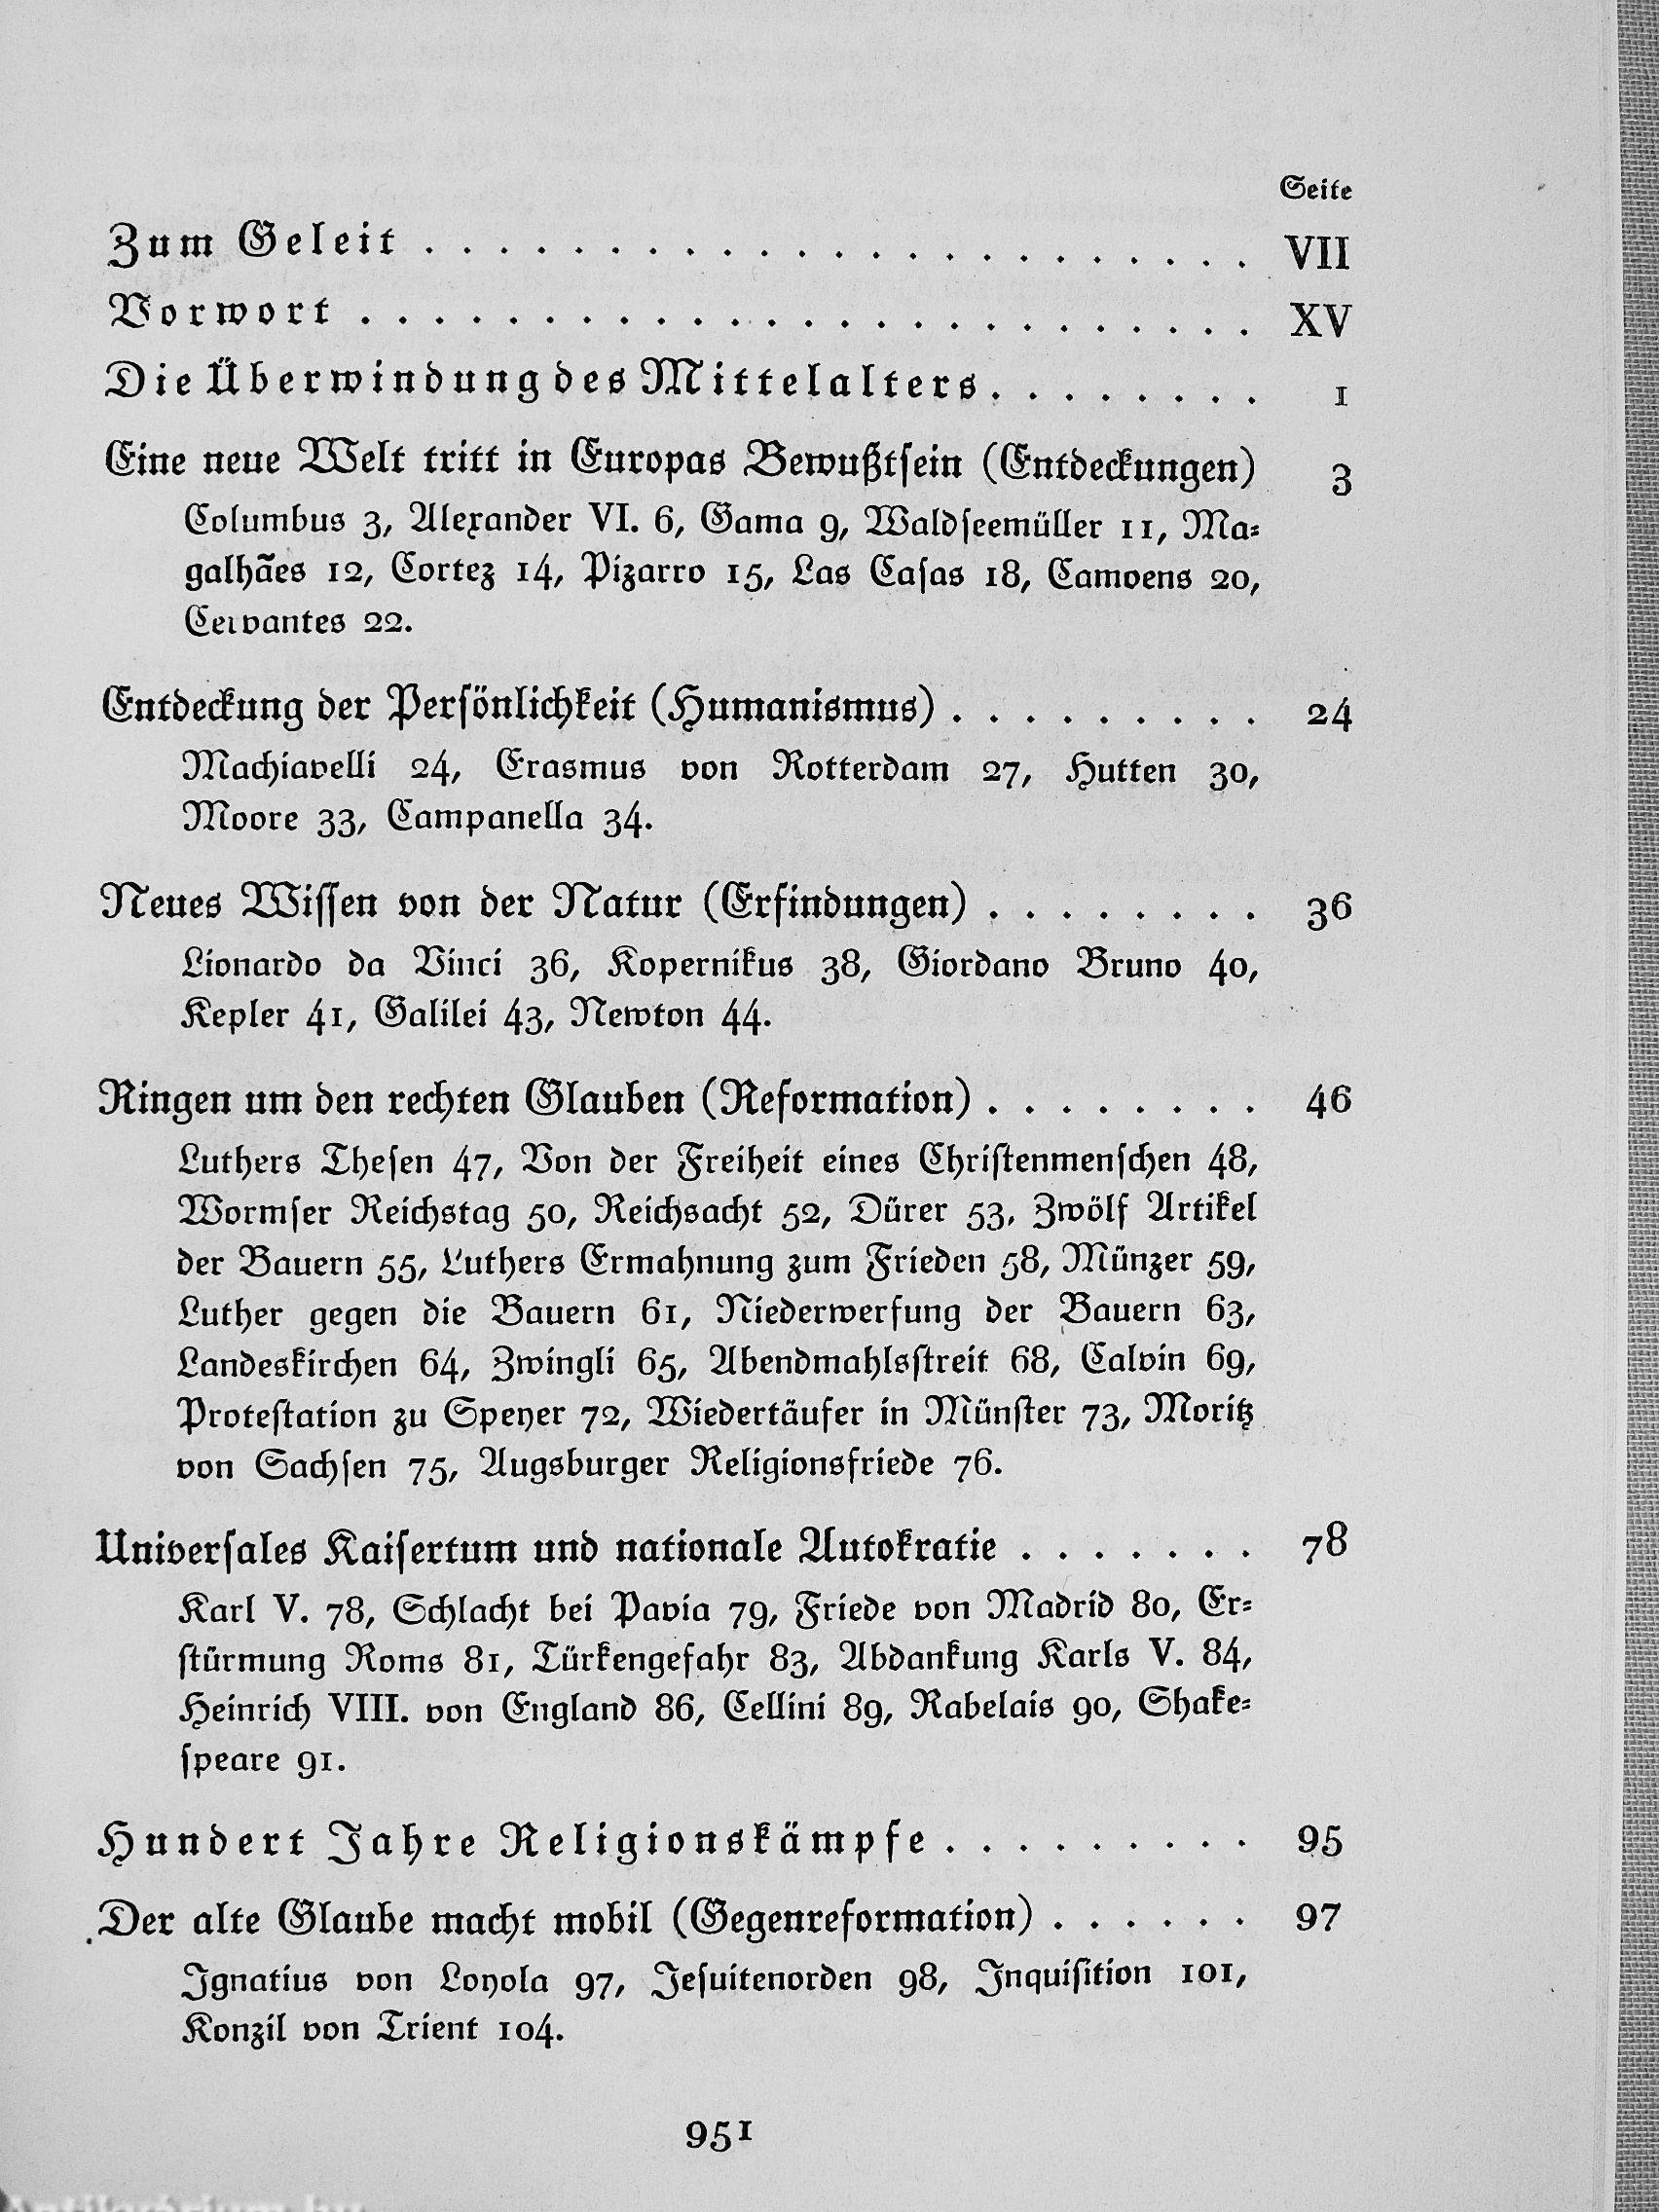 Seite
Zum Geleit . . . . . . . . . . . . . . . . . . . . . . . VII
Vorwort . . . . . . . . . . . . . . . . . . . . . . . . . XV
Die Überwindung des Mittelalters. . . . . . . . 1
Eine neue Welt tritt in Europas Bewußtsein (Entdeckungen) 3
Columbus 3, Alexander VI. 6, Gama 9, Waldseemüller 11, Ma-
galhães 12, Cortez 14, Pizarro 15, Las Casas 18, Camoens 20,
Cervantes 22.
Entdeckung der Persönlichkeit (Humanismus) . . . . . . . . . 24
Machiavelli 24, Erasmus von Rotterdam 27, Hutten 30,
Moore 33, Campanella 34.
Neues Wissen von der Natur (Erfindungen) . . . . . . . . 36
Lionardo da Vinci 36, Kopernikus 38, Giordano Bruno 40,
Kepler 41, Galilei 43, Newton 44.
Ringen um den rechten Glauben (Reformation) . . . . . . . . 46
Luthers Thesen 47, Von der Freiheit eines Christenmenschen 48,
Wormser Reichstag 50, Reichsacht 52, Dürer 53, Zwölf Artikel
der Bauern 55, Luthers Ermahnung zum Frieden 58, Münzer 59,
Luther gegen die Bauern 61, Niederwerfung der Bauern 63,
Landeskirchen 64, Zwingli 65, Abendmahlsstreit 68, Calvin 69,
Protestation zu Speyer 72, Wiedertäufer in Münster 73, Moritz
von Sachsen 75, Augsburger Religionsfriede 76.
Universales Kaisertum und nationale Autokratie . . . . . . . 78
Karl V. 78, Schlacht bei Pavia 79, Friede von Madrid 80, Er-
stürmung Roms 81, Türkengefahr 83, Abdankung Karls V. 84,
Heinrich VIII. von England 86, Cellini 89, Rabelais 90, Shake-
speare 91.
Hundert Jahre Religionskämpfe . . . . . . . . . 95
Der alte Glaube macht mobil (Gegenreformation) . . . . . . 97
Ignatius von Loyola 97, Jesuitenorden 98, Inquisition 101,
Konzil von Trient 104.
951